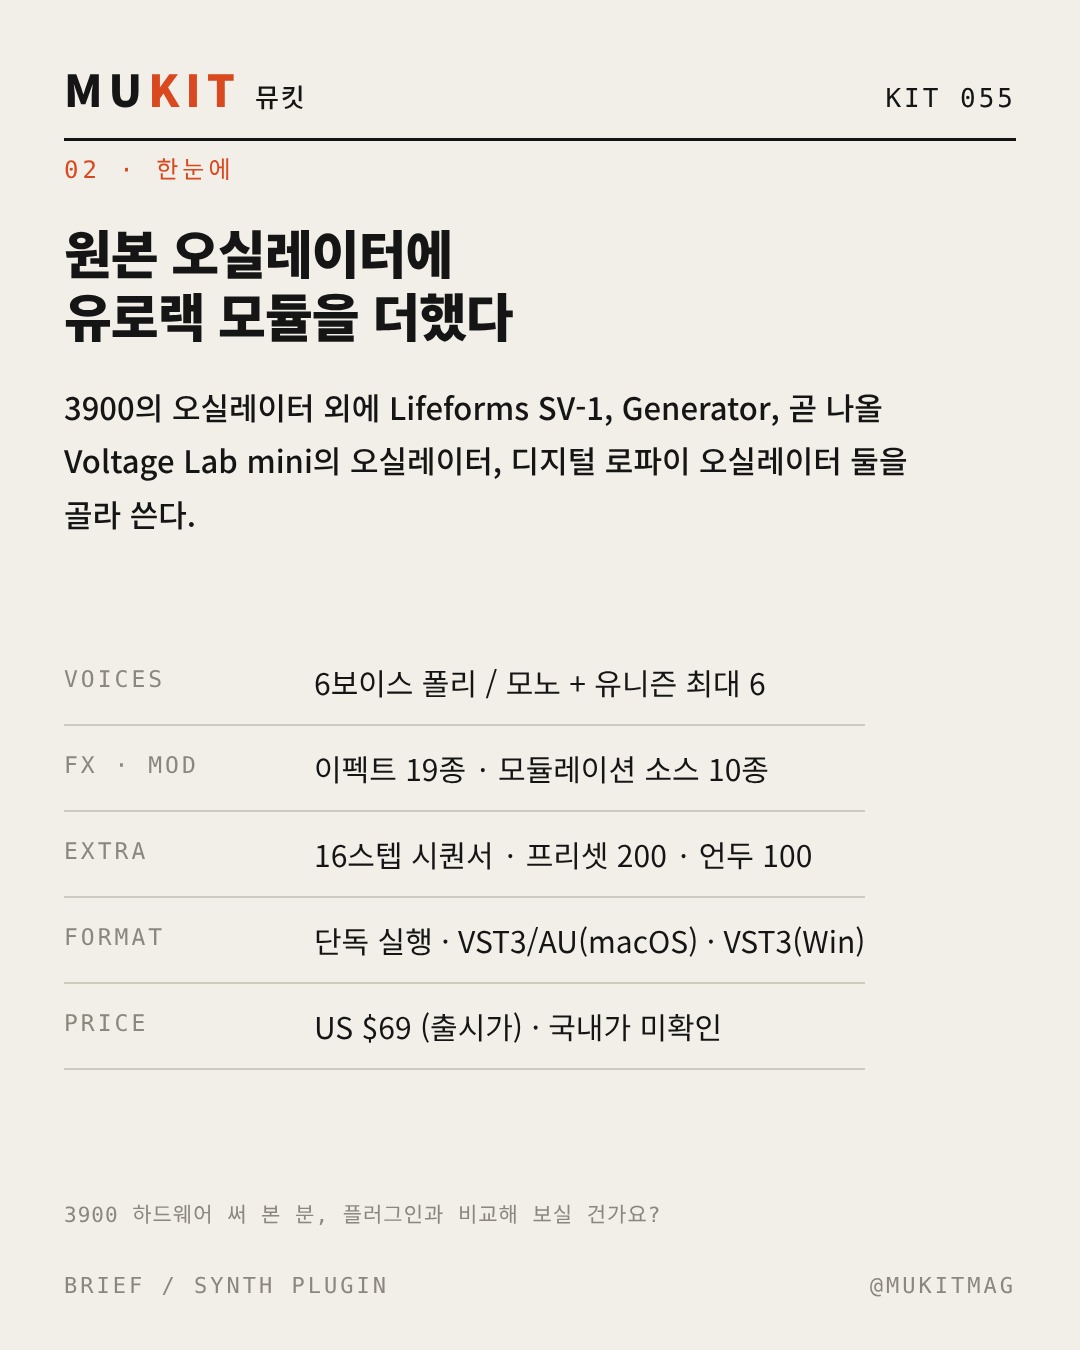 MUKIT 뮤킷 KIT 055
02 · 한눈에
원본 오실레이터에
유로랙 모듈을 더했다
3900의 오실레이터 외에 Lifeforms SV-1, Generator, 곧 나올
Voltage Lab mini의 오실레이터, 디지털 로파이 오실레이터 둘을
골라 쓴다.
VOICES 6보이스 폴리 / 모노 + 유니즌 최대 6
FX · MOD 이펙트 19종 · 모듈레이션 소스 10종
EXTRA 16스텝 시퀀서 · 프리셋 200 · 언두 100
FORMAT 단독 실행 · VST3/AU(macOS) · VST3(Win)
PRICE US $69 (출시가) · 국내가 미확인
3900 하드웨어 써 본 분, 플러그인과 비교해 보실 건가요?
BRIEF / SYNTH PLUGIN @MUKITMAG